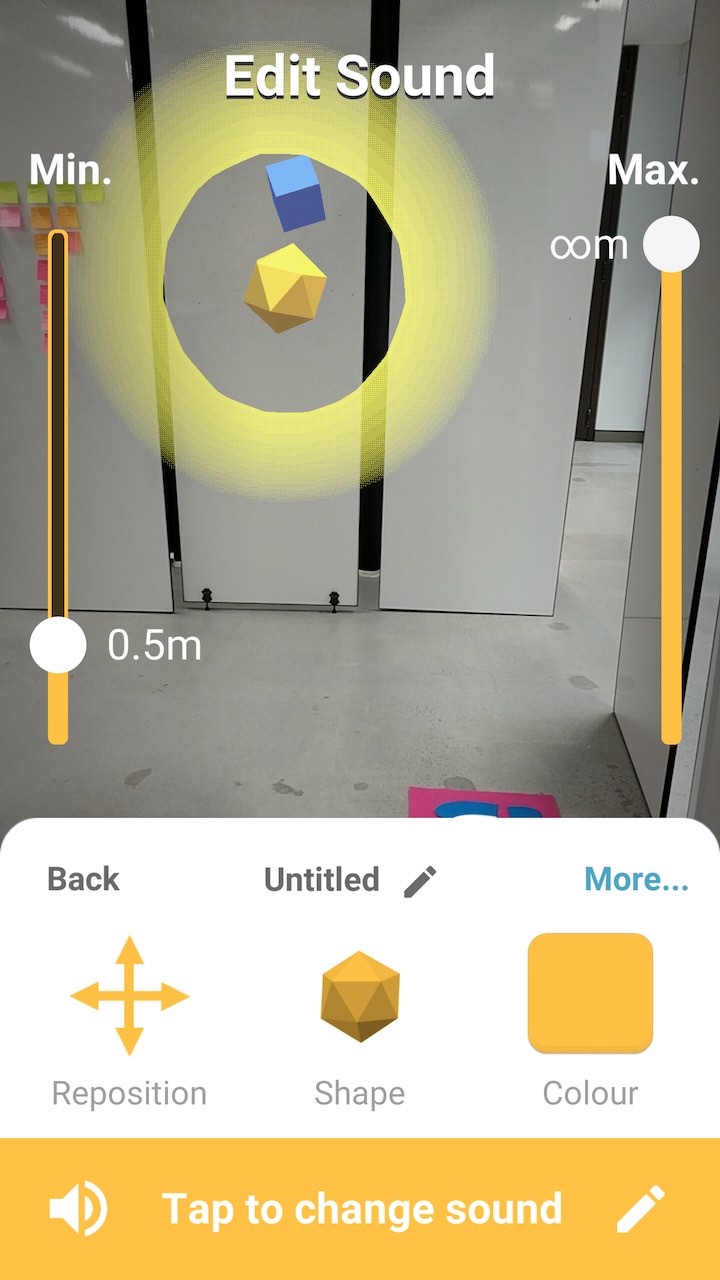 Edit Sound
Min.
Max.
∞m
0.5m
Back
Untitled
More...
Reposition
Shape
Colour
Tap to change sound